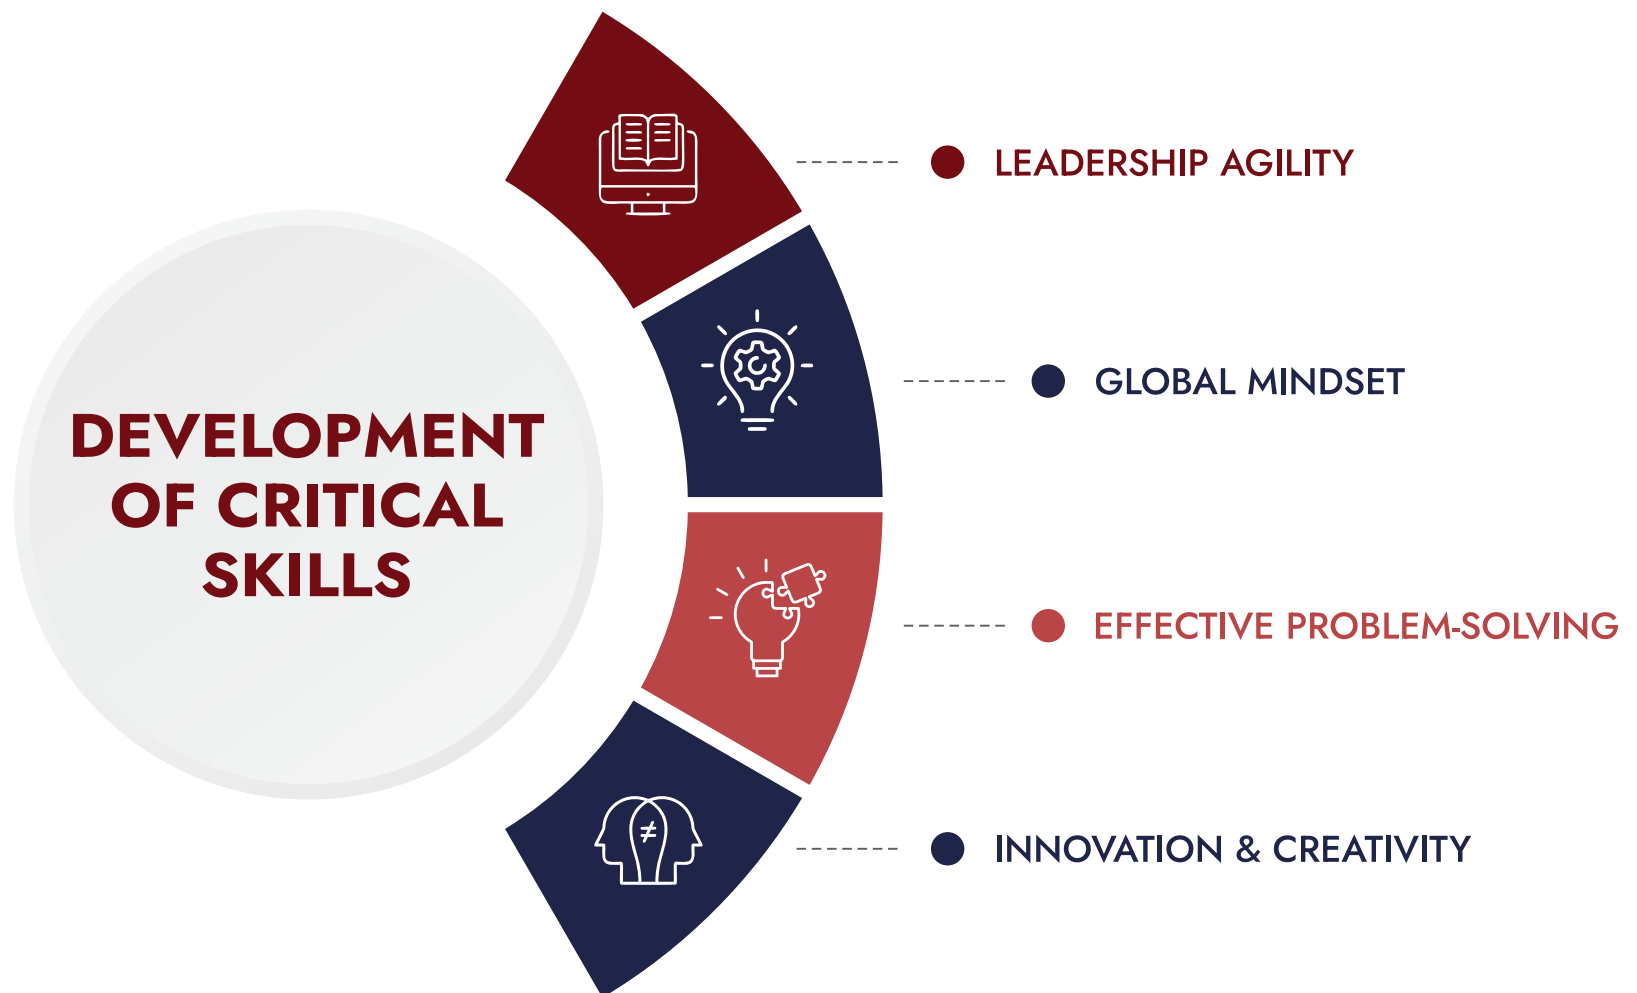 DEVELOPMENT
OF CRITICAL
SKILLS
LEADERSHIP AGILITY
GLOBAL MINDSET
EFFECTIVE PROBLEM-SOLVING
INNOVATION & CREATIVITY
≠